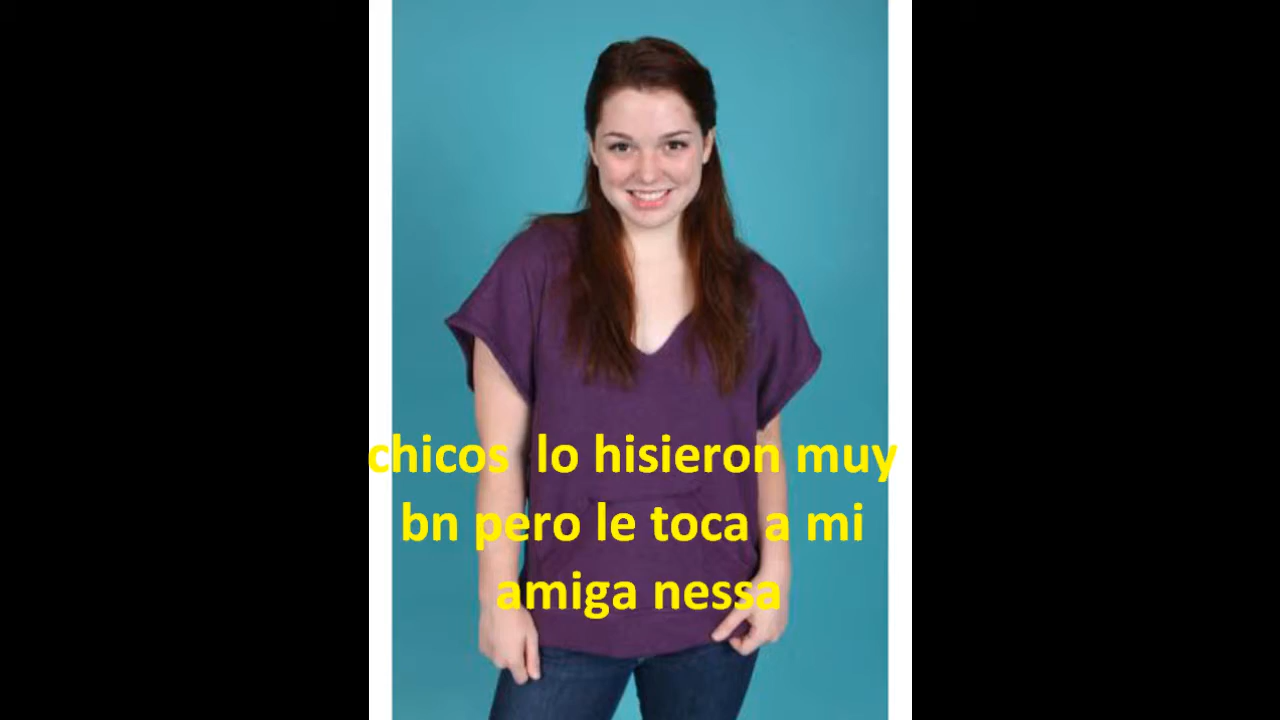 chicos lo hisieron muy
bn pero le toca a mi
amiga nessa